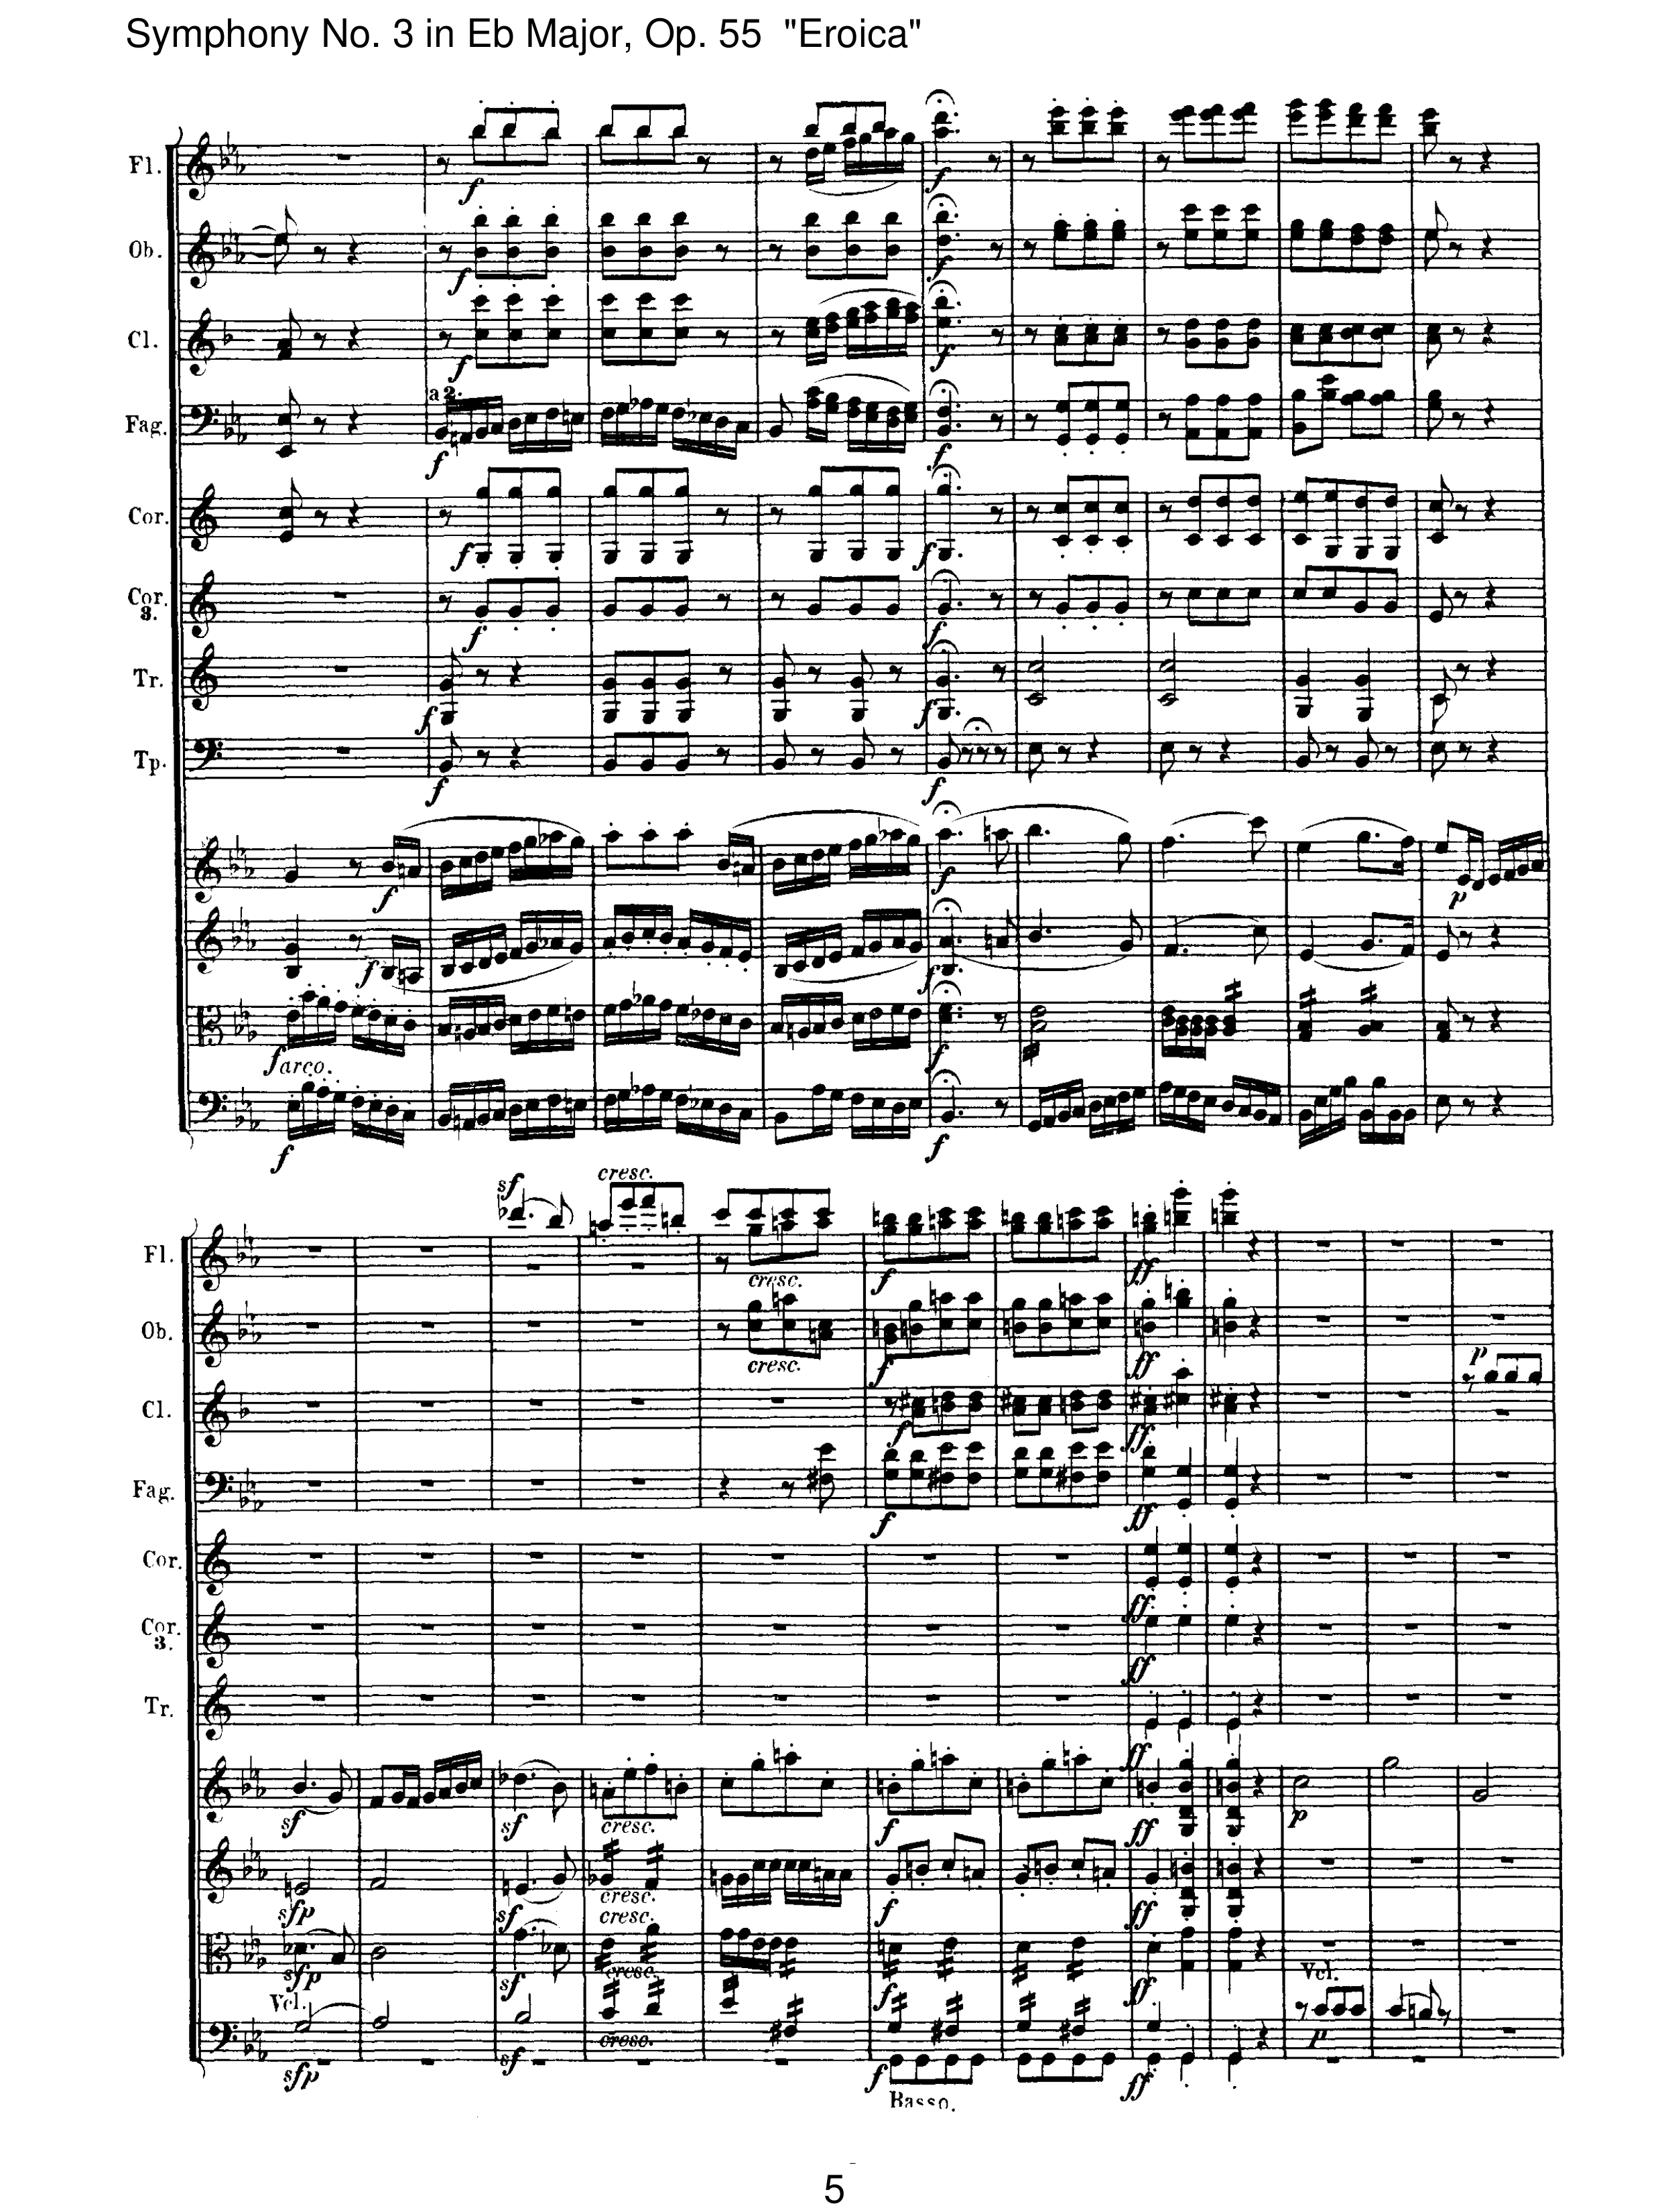 Symphony No. 3 in Eb Major, Op. 55 "Eroica"
Fl.
f
f
Ob.
f
f
Cl.
f
f
Fag.
a 2.
f
f
Cor.
f
f
Cor. 3.
f
f
Tr.
f
f
Tp.
f
f
f
f
p
f
f
f
f
arco.
f
f
sf
cresc.
Fl.
cresc.
f
ff
Ob.
cresc.
f
ff
p
Cl.
f
ff
Fag.
f
ff
Cor.
ff
Cor. 3.
ff
Tr.
ff
sf
sf
cresc.
f
ff
p
sfp
sf
cresc.
f
ff
cresc.
sfp
sf
f
ff
Vcl.
cresc.
Vcl.
sfp
sf
cresc.
f
ff
p
Basso.
5